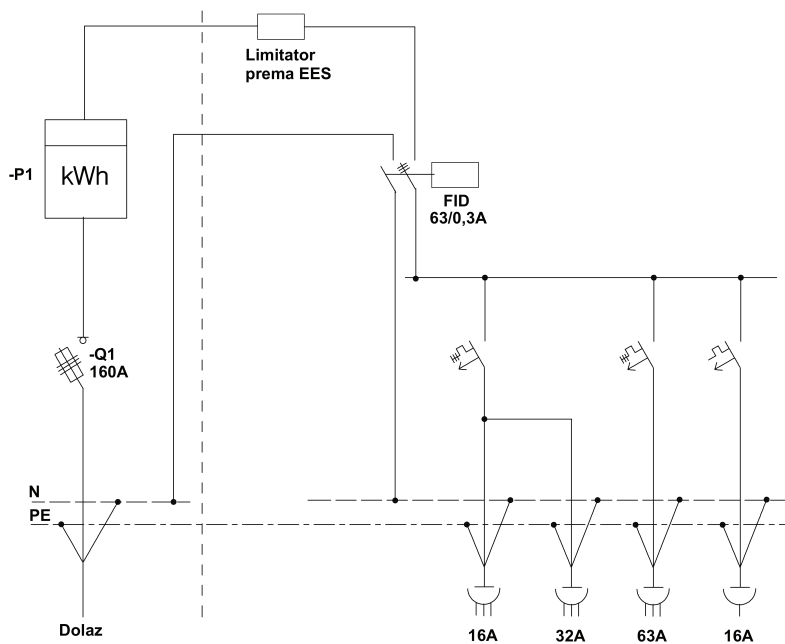 Limitator
prema EES
-P1
kWh
FID
63/0,3A
-Q1
160A
N
PE
Dolaz
16A
32A
63A
16A